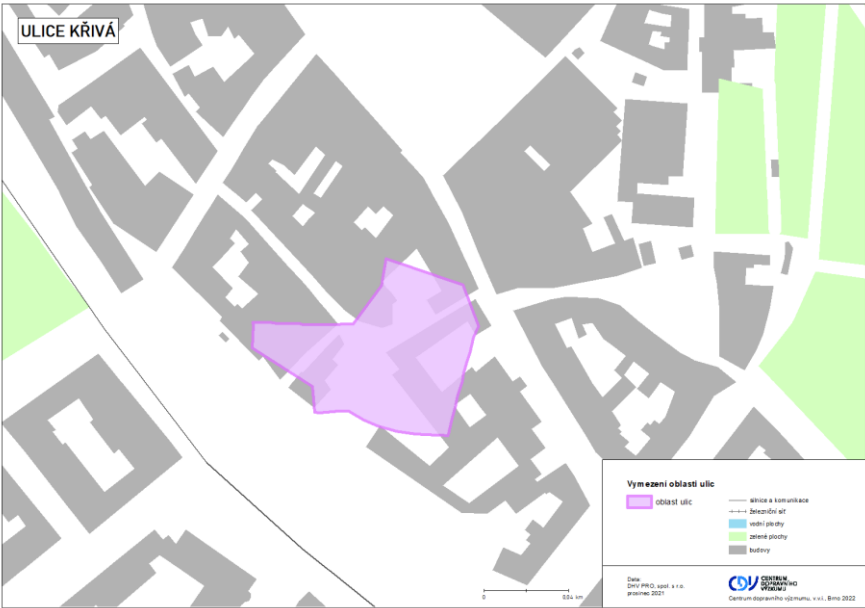 ULICE KŘIVÁ
Vymezení oblasti ulic
oblast ulic
silnice a komunikace
železniční síť
vodní plochy
zelené plochy
budovy
0
0,04 km
Data:
DHV PRO, spol. s r.o.
prosinec 2021
CDV
CENTRUM
DOPRAVNÍHO
VÝZKUMU
Centrum dopravního výzkumu, v.v.i., Brno 2022